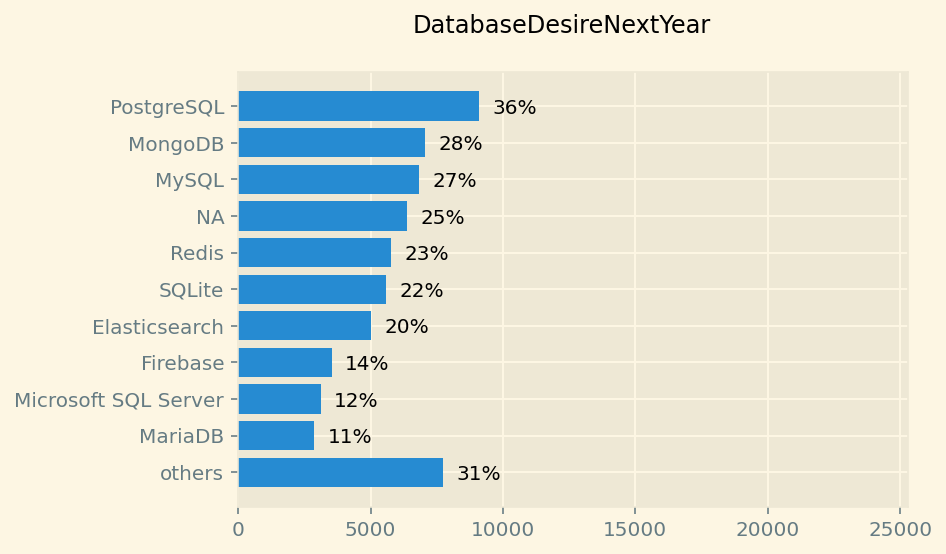 DatabaseDesireNextYear
PostgreSQL 36%
MongoDB 28%
MySQL 27%
NA 25%
Redis 23%
SQLite 22%
Elasticsearch 20%
Firebase 14%
Microsoft SQL Server 12%
MariaDB 11%
others 31%
0 5000 10000 15000 20000 25000